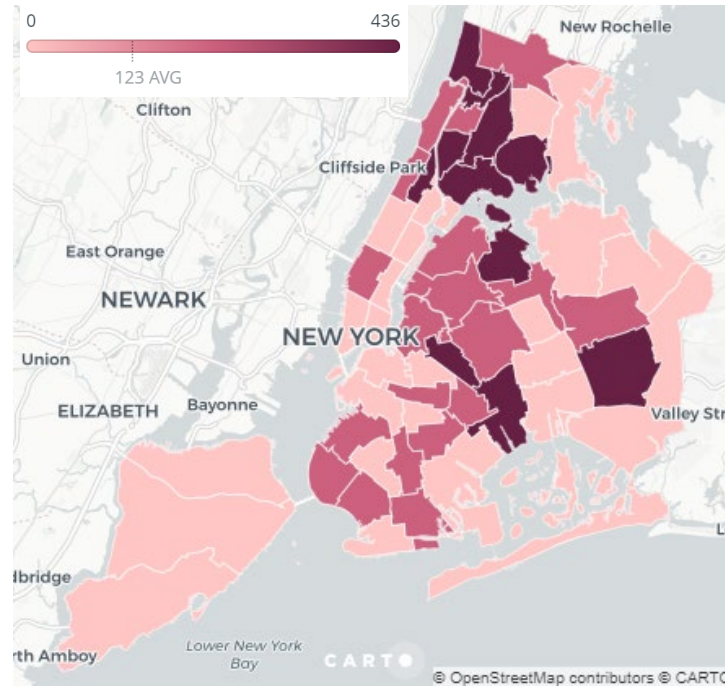 0
436
123 AVG
New Rochelle
Clifton
Cliffside Park
East Orange
NEWARK
NEW YORK
Union
ELIZABETH
Bayonne
Valley Str
L
dbridge
Lower New York
Bay
rth Amboy
CARTO
© OpenStreetMap contributors © CARTO